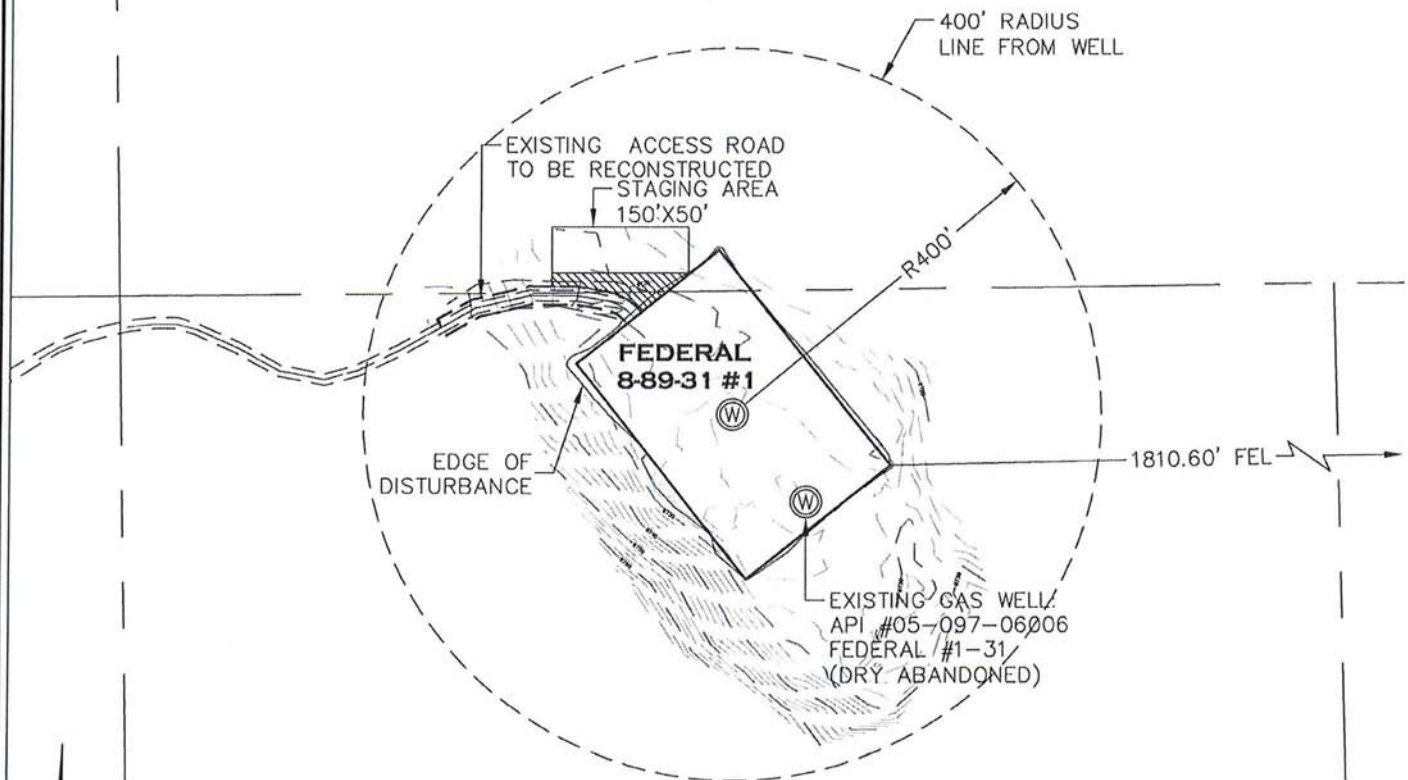 400' RADIUS
LINE FROM WELL
EXISTING ACCESS ROAD
TO BE RECONSTRUCTED
STAGING AREA
150'X50'
R400'
FEDERAL
8-89-31 #1
W
EDGE OF
DISTURBANCE
1810.60' FEL
W
EXISTING GAS WELL:
API #05-097-06006
FEDERAL #1-31
(DRY ABANDONED)